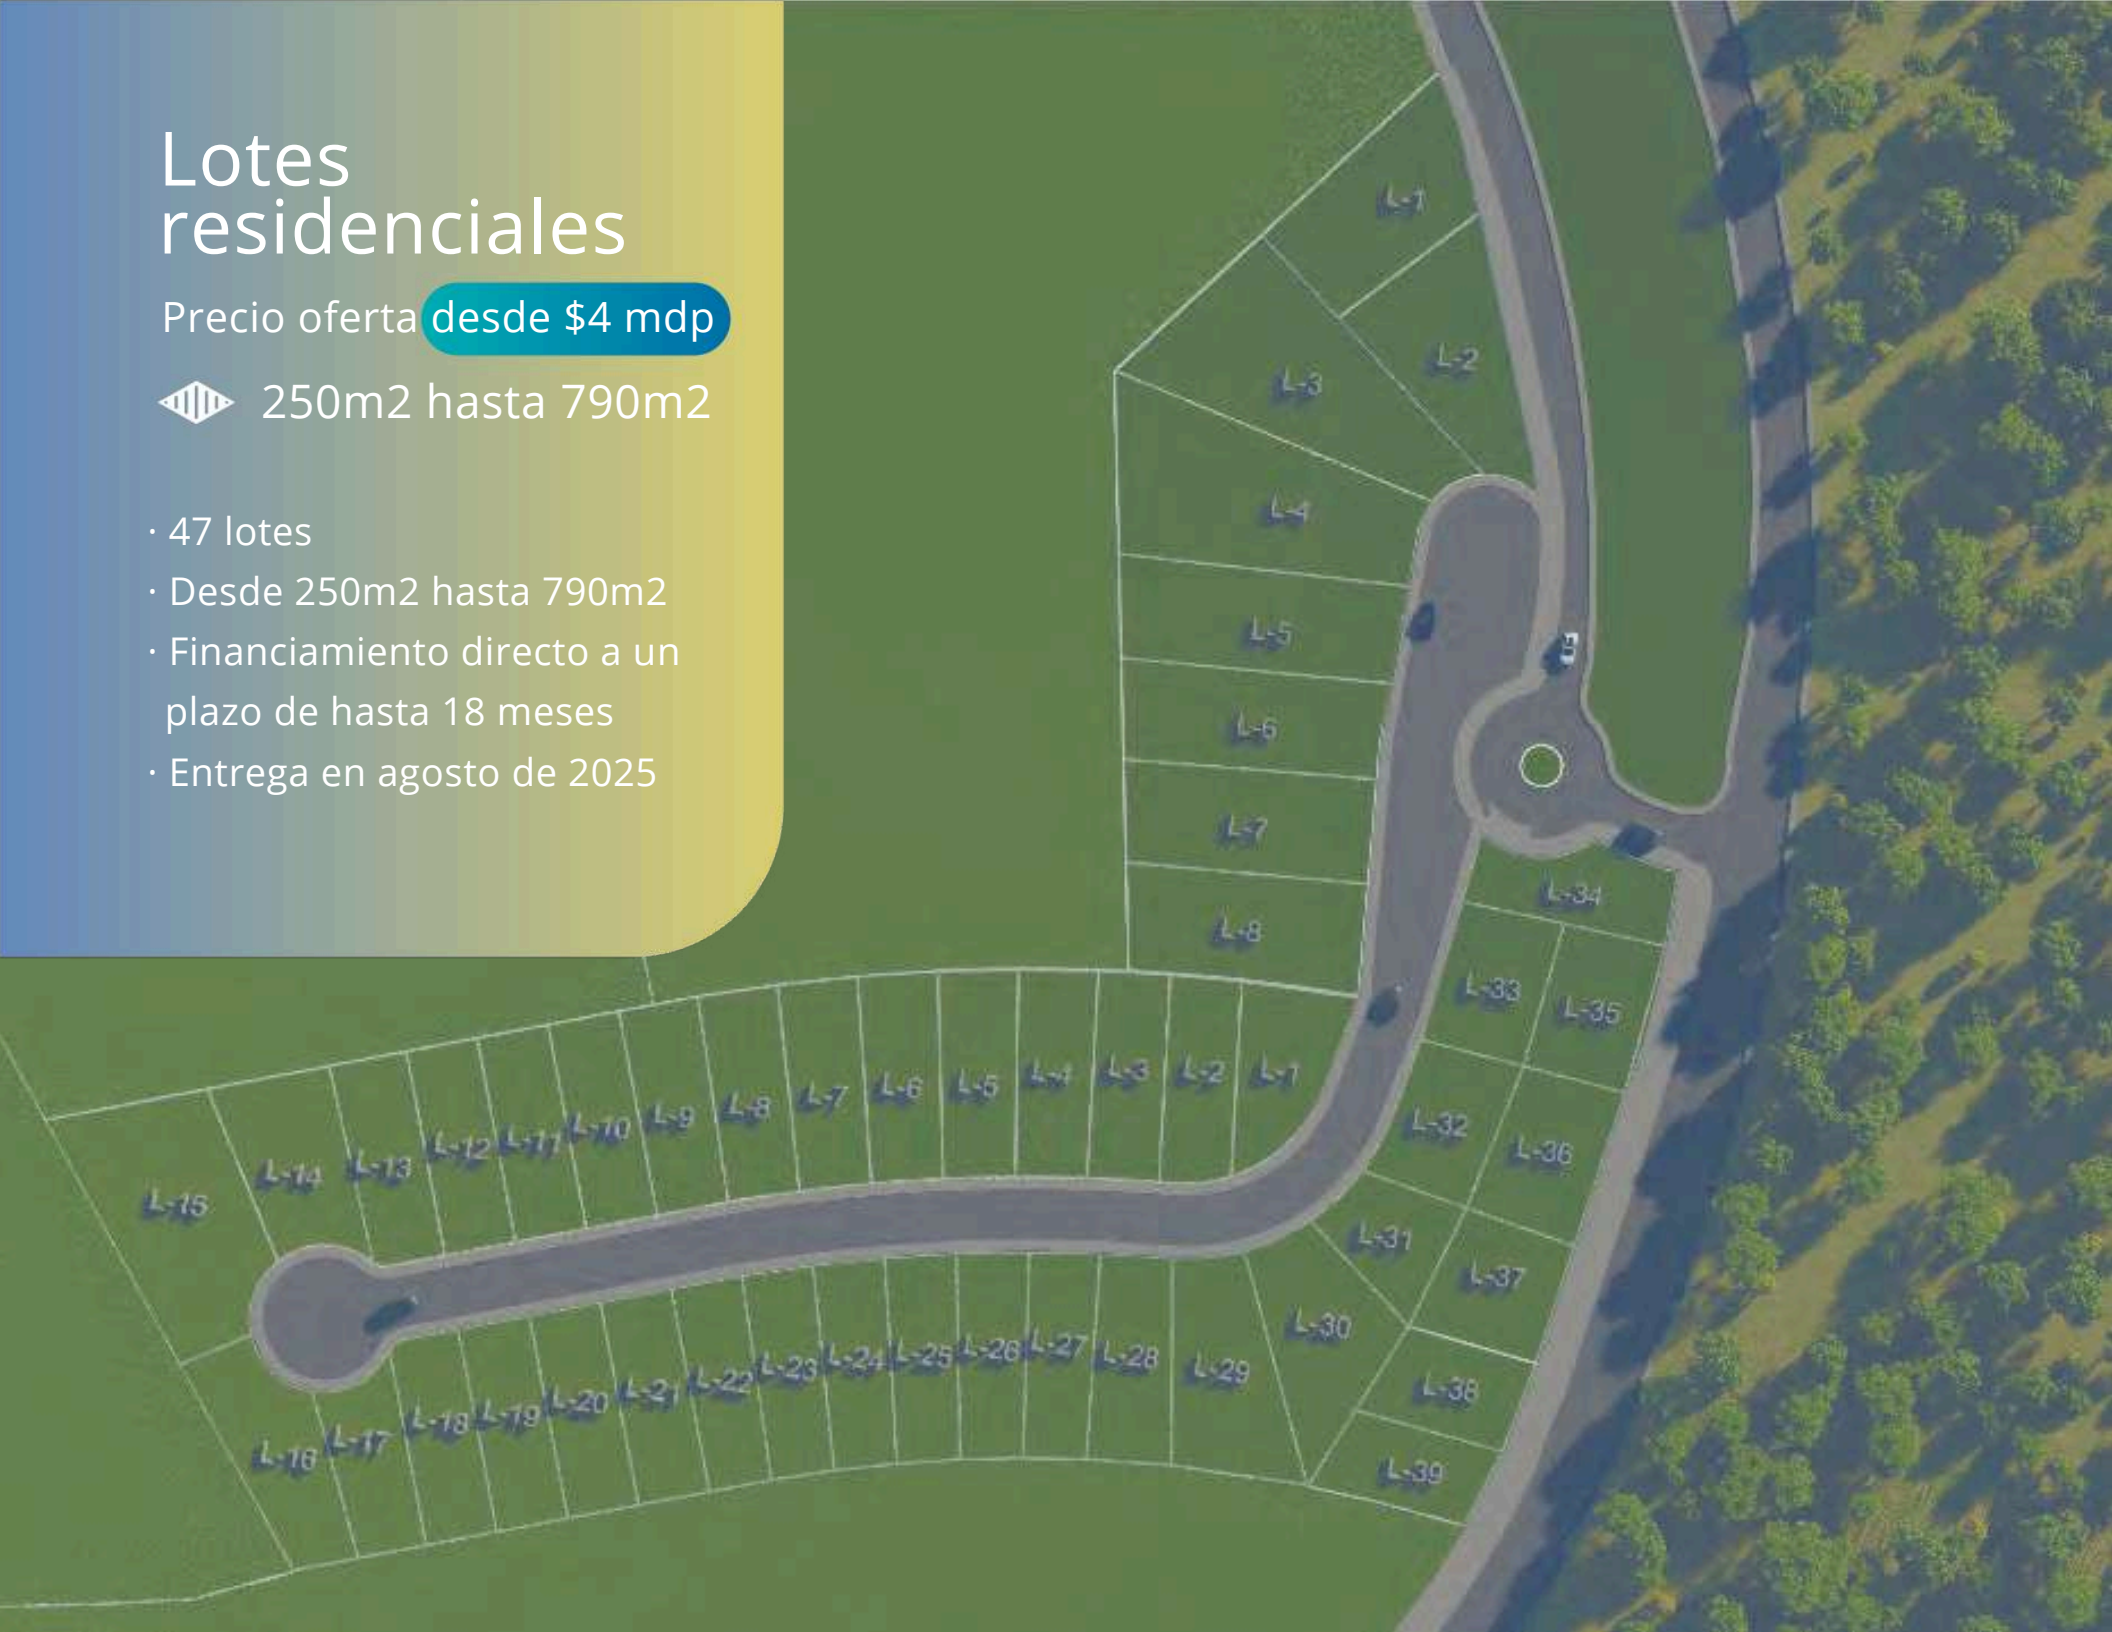 Lotes
residenciales
Precio oferta desde $4 mdp
250m2 hasta 790m2
· 47 lotes
· Desde 250m2 hasta 790m2
· Financiamiento directo a un
plazo de hasta 18 meses
· Entrega en agosto de 2025
L-1
L-2
L-3
L-4
L-5
L-6
L-7
L-8
L-34
L-33
L-35
L-32
L-36
L-31
L-37
L-30
L-38
L-39
L-15
L-14
L-13
L-12
L-11
L-10
L-9
L-8
L-7
L-6
L-5
L-4
L-3
L-2
L-1
L-16
L-17
L-18
L-19
L-20
L-21
L-22
L-23
L-24
L-25
L-26
L-27
L-28
L-29